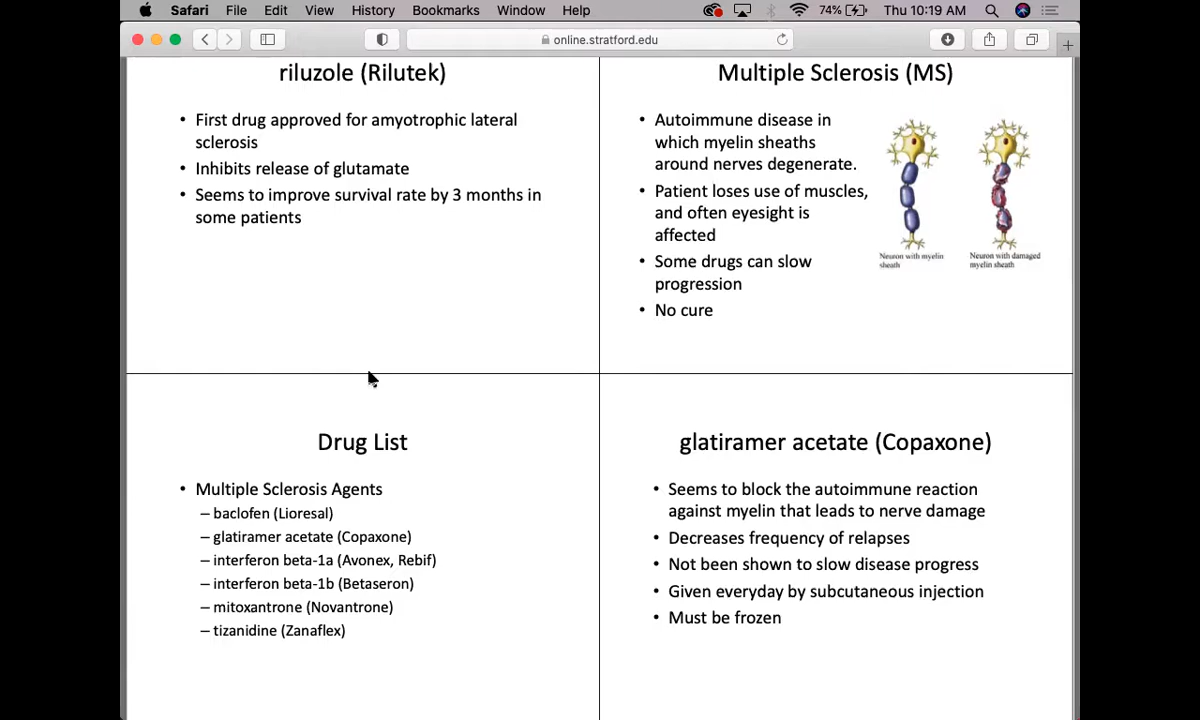 Safari File Edit View History Bookmarks Window Help 74% Thu 10:19 AM
online.stratford.edu
riluzole (Rilutek)
• First drug approved for amyotrophic lateral
sclerosis
• Inhibits release of glutamate
• Seems to improve survival rate by 3 months in
some patients
Multiple Sclerosis (MS)
• Autoimmune disease in
which myelin sheaths
around nerves degenerate.
• Patient loses use of muscles,
and often eyesight is
affected
• Some drugs can slow
progression
• No cure
Neuron with myelin
sheath
Neuron with damaged
myelin sheath
Drug List
• Multiple Sclerosis Agents
– baclofen (Lioresal)
– glatiramer acetate (Copaxone)
– interferon beta-1a (Avonex, Rebif)
– interferon beta-1b (Betaseron)
– mitoxantrone (Novantrone)
– tizanidine (Zanaflex)
glatiramer acetate (Copaxone)
• Seems to block the autoimmune reaction
against myelin that leads to nerve damage
• Decreases frequency of relapses
• Not been shown to slow disease progress
• Given everyday by subcutaneous injection
• Must be frozen